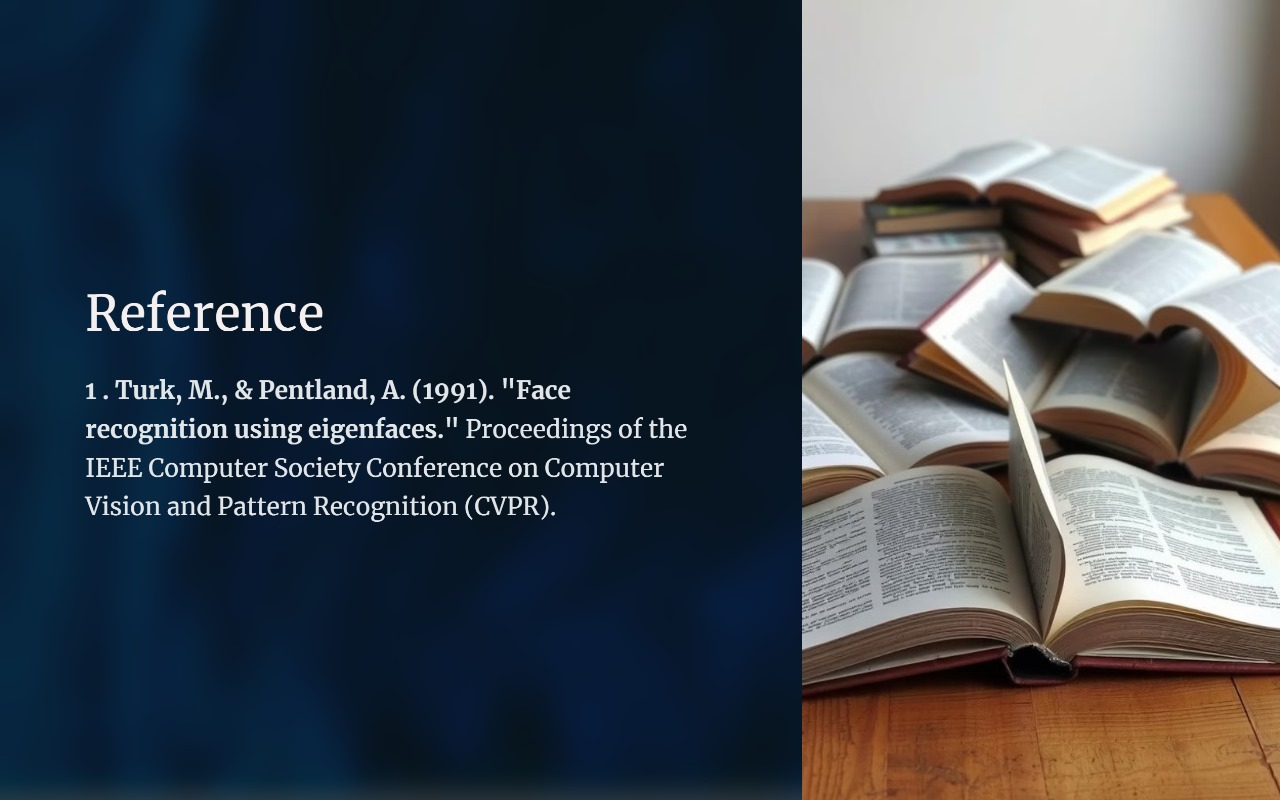 Reference
1 . Turk, M., & Pentland, A. (1991). "Face
recognition using eigenfaces." Proceedings of the
IEEE Computer Society Conference on Computer
Vision and Pattern Recognition (CVPR).